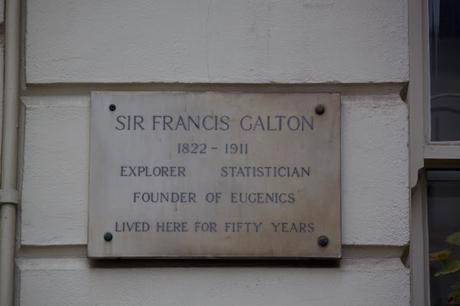 SIR FRANCIS GALTON
1822 - 1911
EXPLORER STATISTICIAN
FOUNDER OF EUGENICS
LIVED HERE FOR FIFTY YEARS